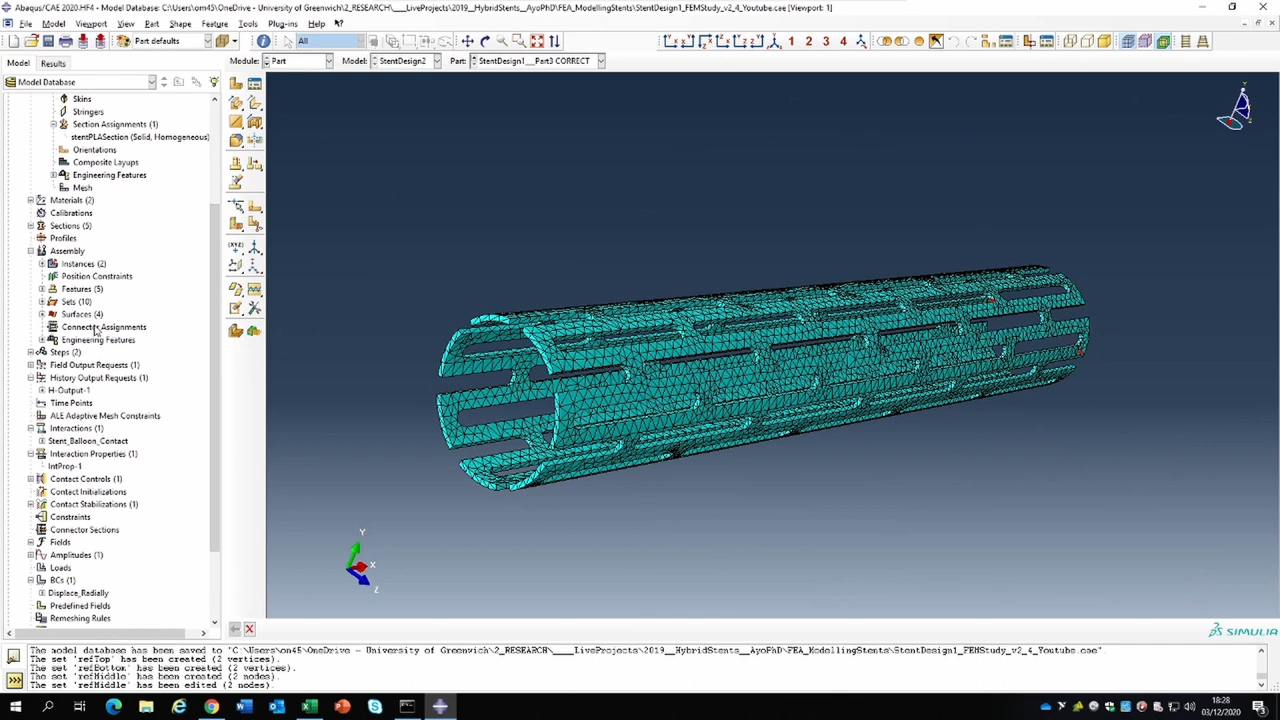 Abaqus/CAE 2020.HF4 - Model Database: C:\Users\om45\OneDrive - University of Greenwich\2_RESEARCH\____LiveProjects\2019__HybridStents__AyoPhD\FEA_ModellingStents\StentDesign1_FEMStudy_v2_4_Youtube.cae [Viewport: 1]
File Model Viewport View Part Shape Feature Tools Plug-ins Help
Part defaults All 1 2 3 4
Model Results Module: Part Model: StentDesign2 Part: StentDesign1__Part3 CORRECT
Model Database
Skins
Stringers
Section Assignments (1)
stentPLASection (Solid, Homogeneous)
Orientations
Composite Layups
Engineering Features
Mesh
Materials (2)
Calibrations
Sections (5)
Profiles
Assembly
Instances (2)
Position Constraints
Features (5)
Sets (10)
Surfaces (4)
Connector Assignments
Engineering Features
Steps (2)
Field Output Requests (1)
History Output Requests (1)
H-Output-1
Time Points
ALE Adaptive Mesh Constraints
Interactions (1)
Stent_Balloon_Contact
Interaction Properties (1)
IntProp-1
Contact Controls (1)
Contact Initializations
Contact Stabilizations (1)
Constraints
Connector Sections
Fields
Amplitudes (1)
Loads
BCs (1)
Displace_Radially
Predefined Fields
Remeshing Rules
(XYZ)
Y
X
Z
SIMULIA
The model database has been saved to "C:\Users\on45\OneDrive - University of Greenwich\2_RESEARCH\____LiveProjects\2019__HybridStents__AyoPhD\FEA_ModellingStents\StentDesign1_FEMStudy_v2_4_Youtube.cae".
The set 'refTop' has been created (2 vertices).
The set 'refBottom' has been created (2 vertices).
The set 'refMiddle' has been created (2 nodes).
The set 'refMiddle' has been edited (2 nodes).
>>>
18:28
03/12/2020